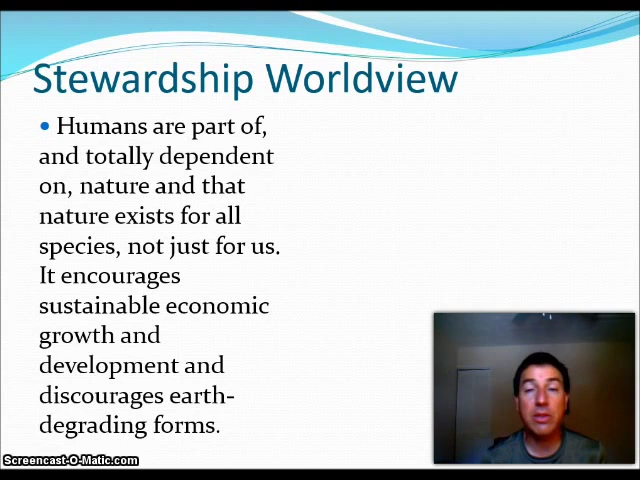 Stewardship Worldview
• Humans are part of,
and totally dependent
on, nature and that
nature exists for all
species, not just for us.
It encourages
sustainable economic
growth and
development and
discourages earth-
degrading forms.
Screencast-O-Matic.com